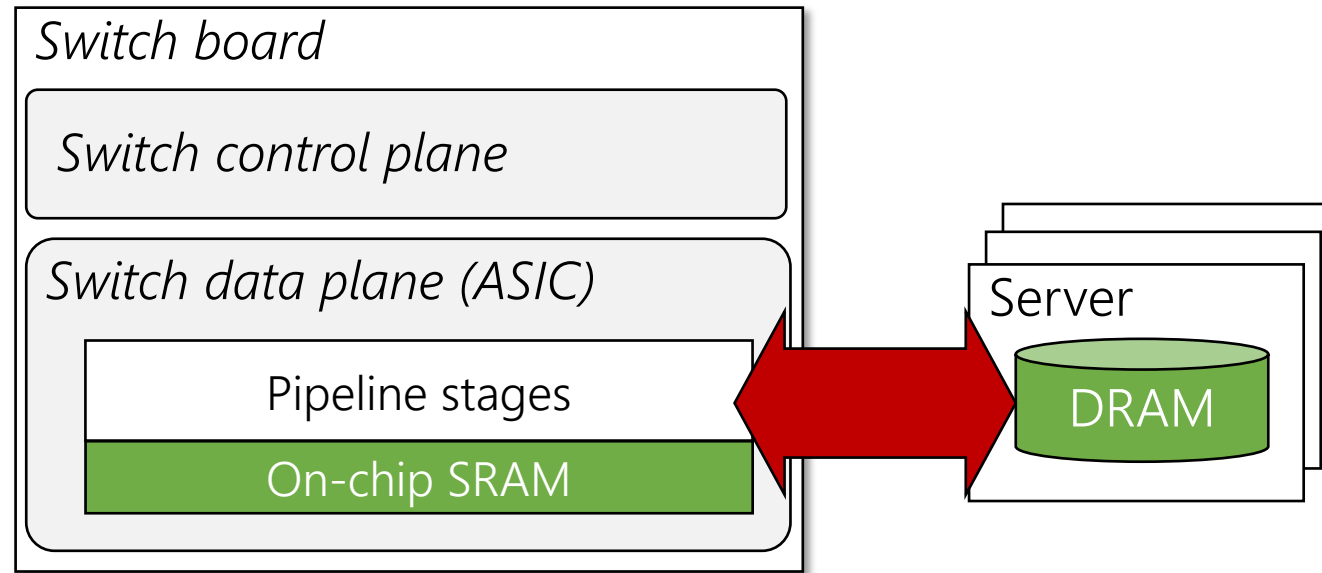 Switch board
Switch control plane
Switch data plane (ASIC)
Pipeline stages
On-chip SRAM
Server
DRAM